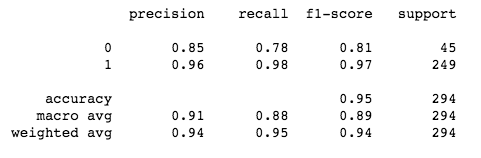 precision recall f1-score support
0 0.85 0.78 0.81 45
1 0.96 0.98 0.97 249
accuracy 0.95 294
macro avg 0.91 0.88 0.89 294
weighted avg 0.94 0.95 0.94 294